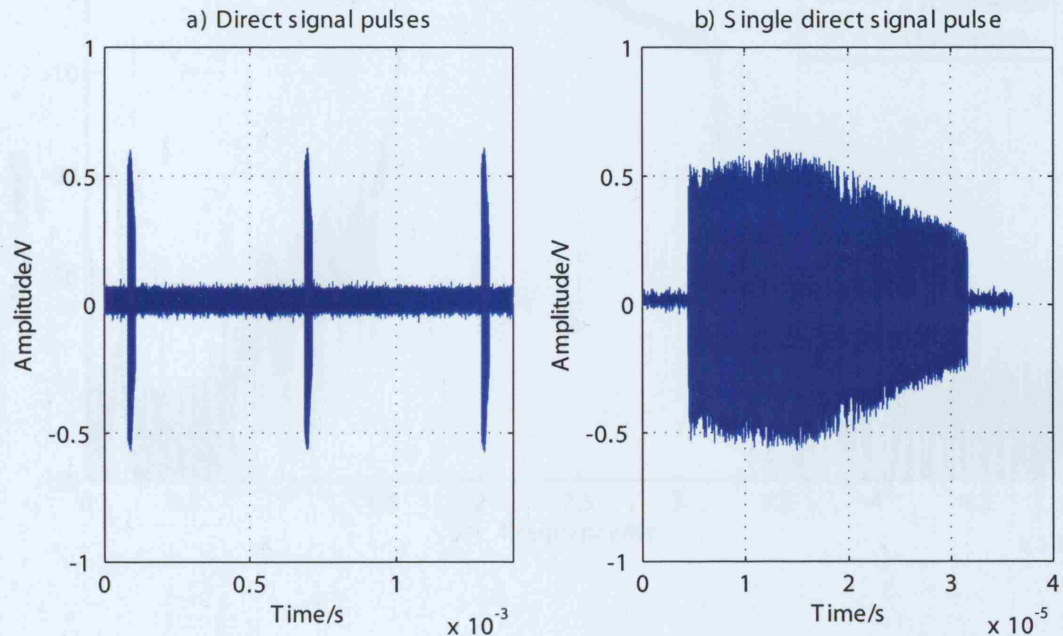 a) Direct signal pulses
1
0.5
0
-0.5
-1
Amplitude/V
0
0.5
1
Time/s
x 10^-3
b) Single direct signal pulse
1
0.5
0
-0.5
-1
Amplitude/V
0
1
2
3
4
Time/s
x 10^-5